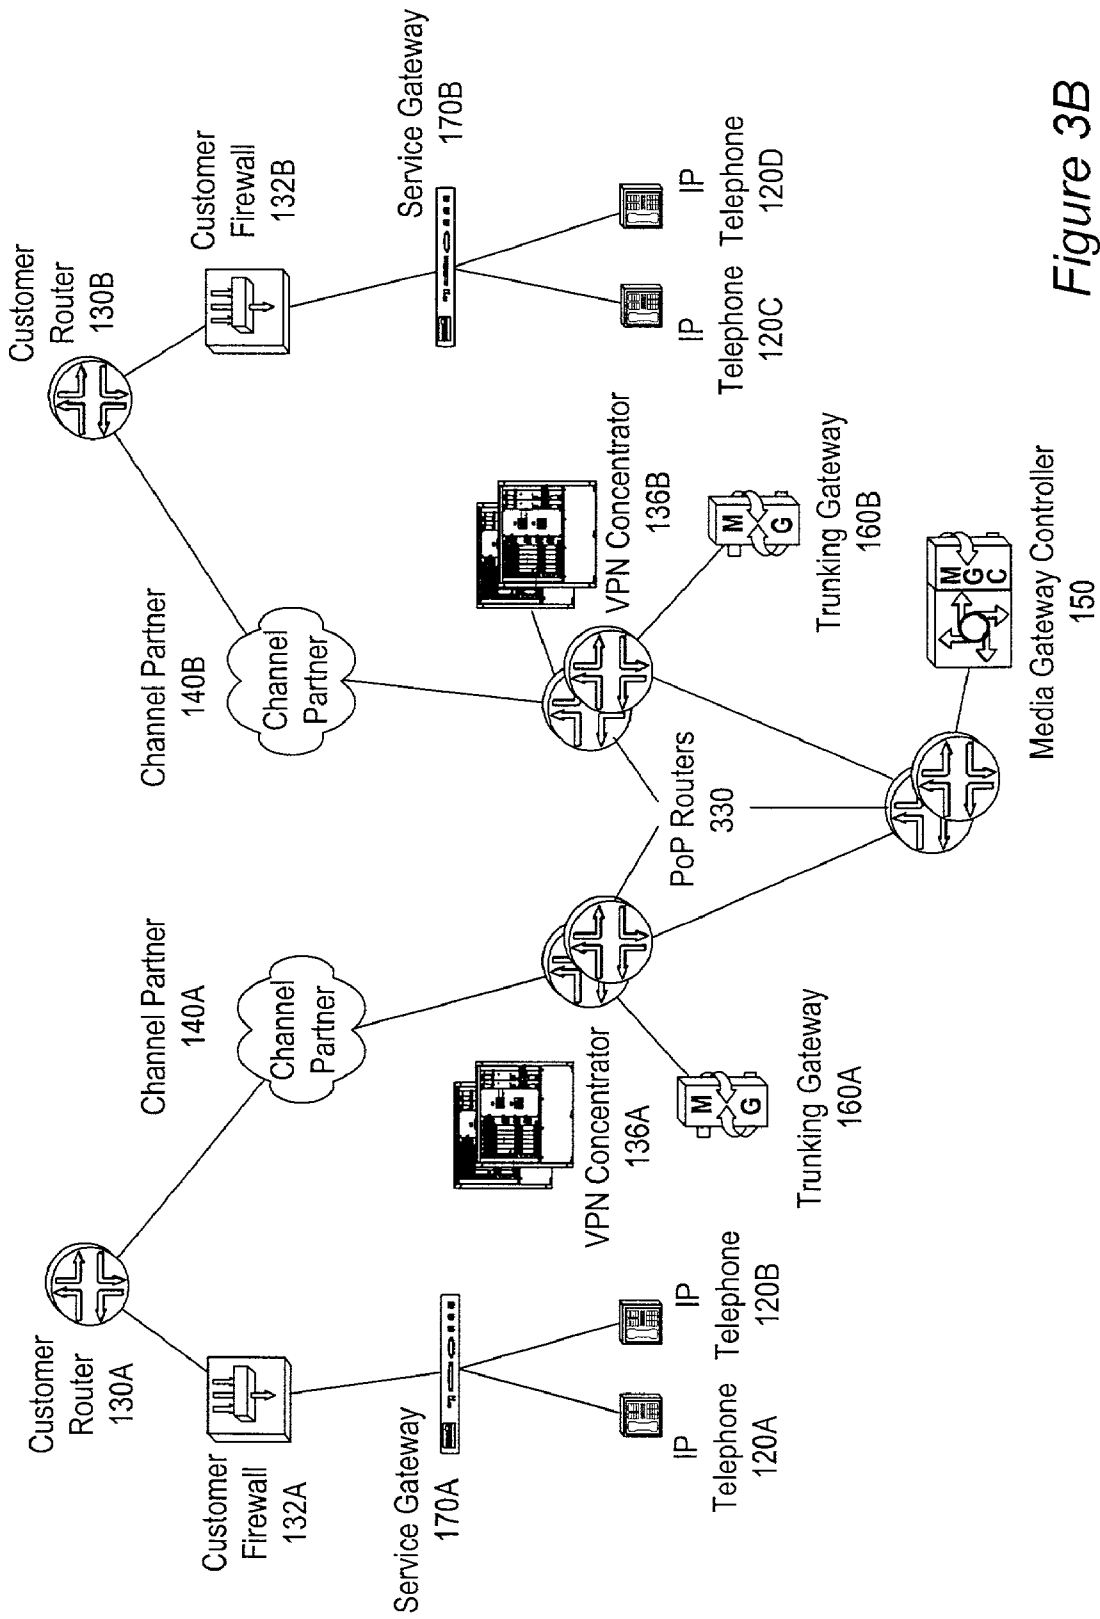 Customer
Router
130A
Customer
Firewall
132A
Service Gateway
170A
IP
Telephone
120A
IP
Telephone
120B
Channel Partner
140A
Channel
Partner
VPN Concentrator
136A
M
G
Trunking Gateway
160A
PoP Routers
330
Channel Partner
140B
Channel
Partner
VPN Concentrator
136B
M
G
Trunking Gateway
160B
M
G
C
Media Gateway Controller
150
Customer
Router
130B
Customer
Firewall
132B
Service Gateway
170B
IP
Telephone
120C
IP
Telephone
120D
Figure 3B